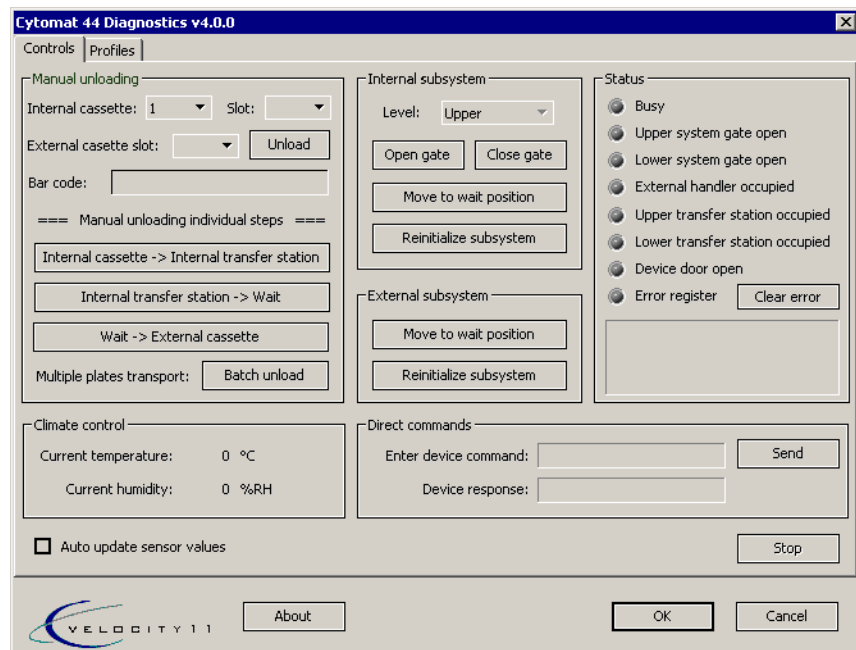 Cytomat 44 Diagnostics v4.0.0
Controls Profiles
Manual unloading
Internal cassette: 1 Slot:
External casette slot: Unload
Bar code:
=== Manual unloading individual steps ===
Internal cassette -> Internal transfer station
Internal transfer station -> Wait
Wait -> External cassette
Multiple plates transport: Batch unload
Internal subsystem
Level: Upper
Open gate Close gate
Move to wait position
Reinitialize subsystem
External subsystem
Move to wait position
Reinitialize subsystem
Status
Busy
Upper system gate open
Lower system gate open
External handler occupied
Upper transfer station occupied
Lower transfer station occupied
Device door open
Error register Clear error
Climate control
Current temperature: 0 °C
Current humidity: 0 %RH
Direct commands
Enter device command: Send
Device response:
Auto update sensor values
Stop
VELOCITY11
About
OK
Cancel